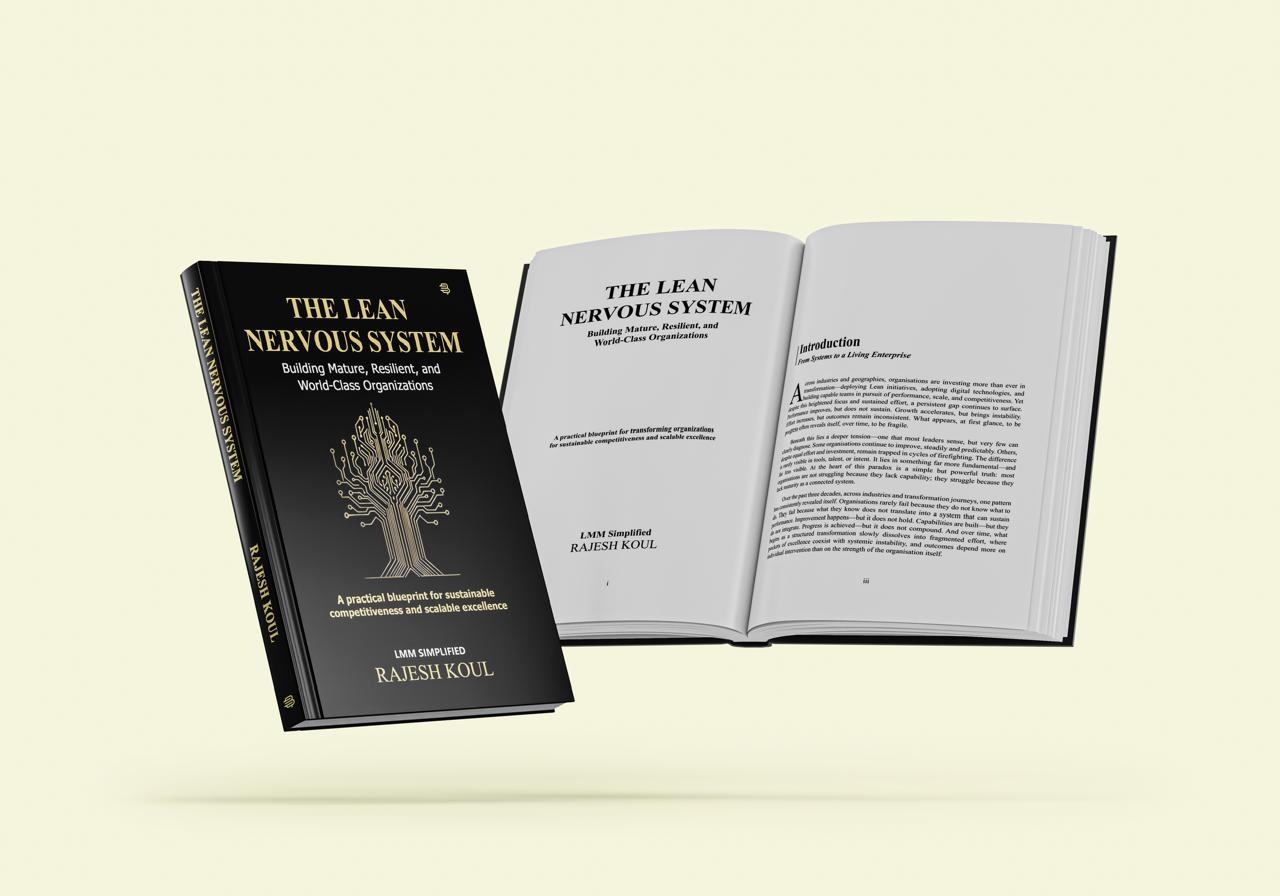 THE LEAN NERVOUS SYSTEM
RAJESH KOUL
THE LEAN
NERVOUS SYSTEM
Building Mature, Resilient, and
World-Class Organizations
A practical blueprint for sustainable
competitiveness and scalable excellence
LMM SIMPLIFIED
RAJESH KOUL
THE LEAN
NERVOUS SYSTEM
Building Mature, Resilient, and
World-Class Organizations
A practical blueprint for transforming organizations
for sustainable competitiveness and scalable excellence
LMM Simplified
RAJESH KOUL
i
Introduction
From Systems to a Living Enterprise
Across industries and geographies, organisations are investing more than ever in
transformation—deploying Lean initiatives, adopting digital technologies, and
building capable teams in pursuit of performance, scale, and competitiveness. Yet
despite this heightened focus and sustained effort, a persistent gap continues to surface.
Performance improves, but does not sustain. Growth accelerates, but brings instability.
Effort increases, but outcomes remain inconsistent. What appears, at first glance, to be
progress often reveals itself, over time, to be fragile.
Beneath this lies a deeper tension—one that most leaders sense, but very few can
clearly diagnose. Some organisations continue to improve, steadily and predictably. Others,
despite equal effort and investment, remain trapped in cycles of firefighting. The difference
is rarely visible in tools, talent, or intent. It lies in something far more fundamental—and
far less visible. At the heart of this paradox is a simple but powerful truth: most
organisations are not struggling because they lack capability; they struggle because they
lack maturity as a connected system.
Over the past three decades, across industries and transformation journeys, one pattern
has consistently revealed itself. Organisations rarely fail because they do not know what to
do. They fail because what they know does not translate into a system that can sustain
performance. Improvement happens—but it does not hold. Capabilities are built—but they
do not integrate. Progress is achieved—but it does not compound. And over time, what
begins as a structured transformation slowly dissolves into fragmented effort, where
pockets of excellence coexist with systemic instability, and outcomes depend more on
individual intervention than on the strength of the organisation itself.
iii